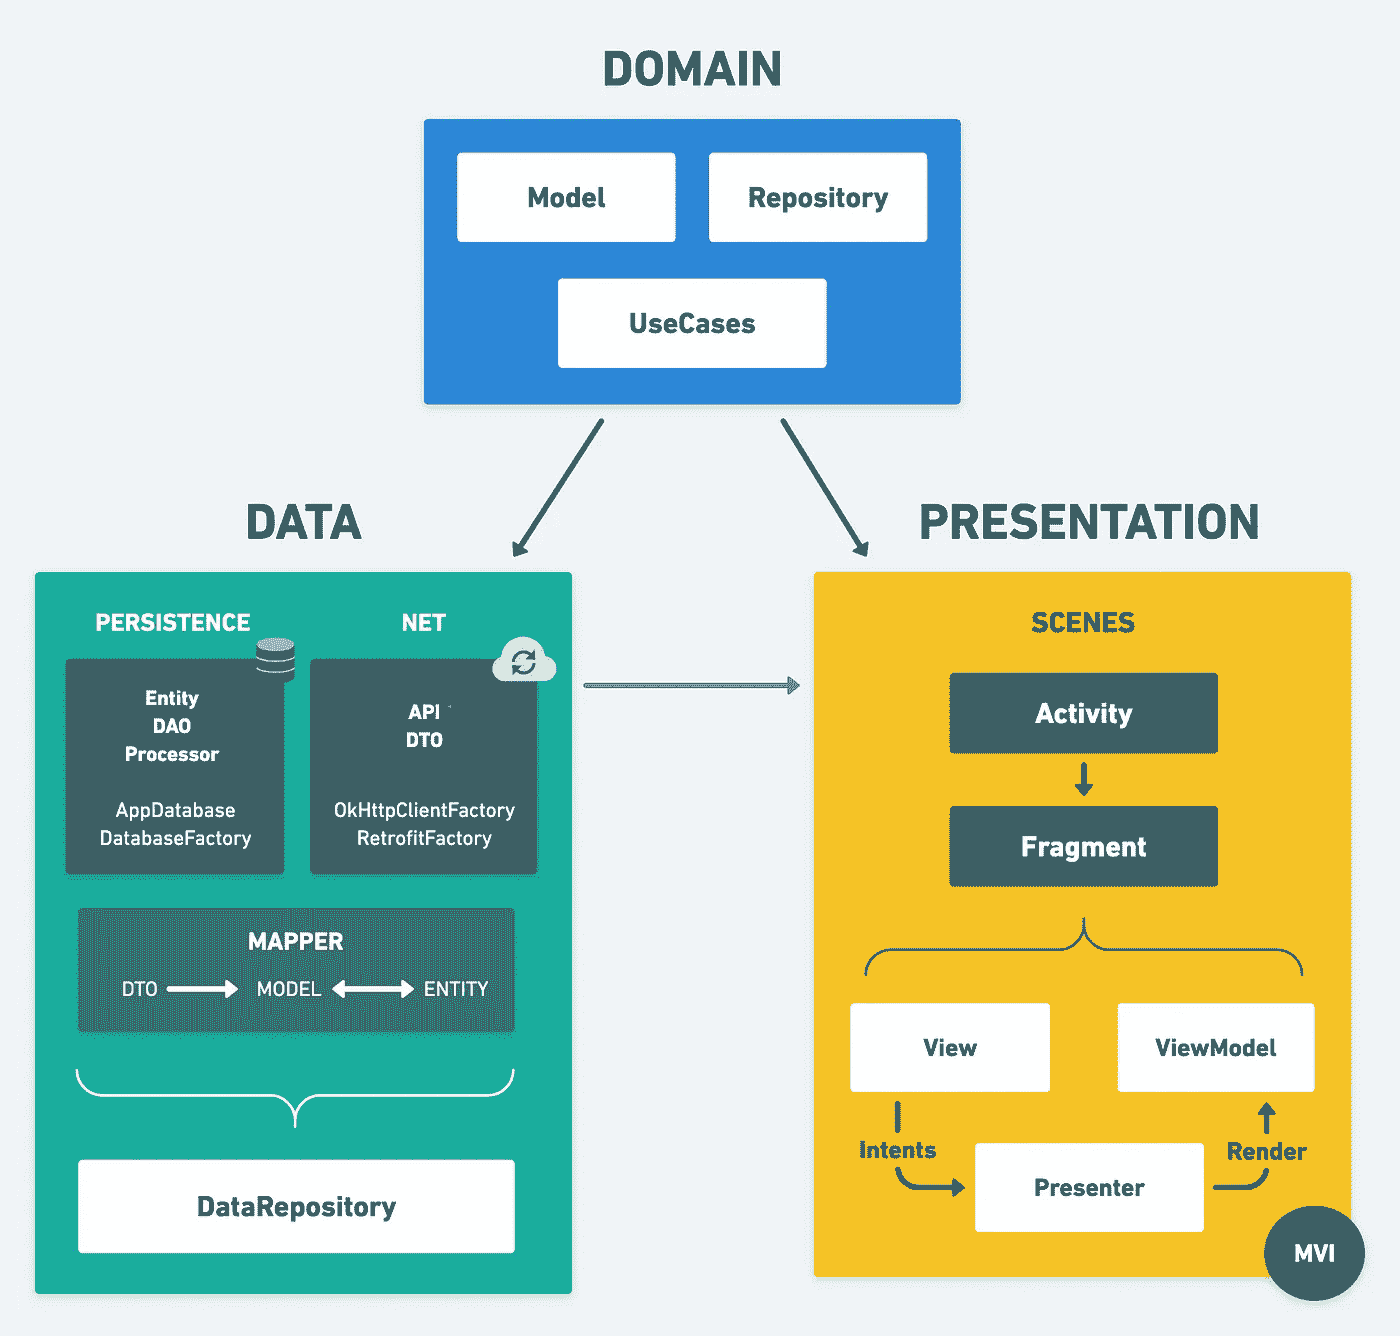 DOMAIN
Model
Repository
UseCases
DATA
PERSISTENCE
NET
Entity
DAO
Processor
AppDatabase
DatabaseFactory
API
DTO
OkHttpClientFactory
RetrofitFactory
MAPPER
DTO MODEL ENTITY
DataRepository
PRESENTATION
SCENES
Activity
Fragment
View
ViewModel
Intents
Render
Presenter
MVI